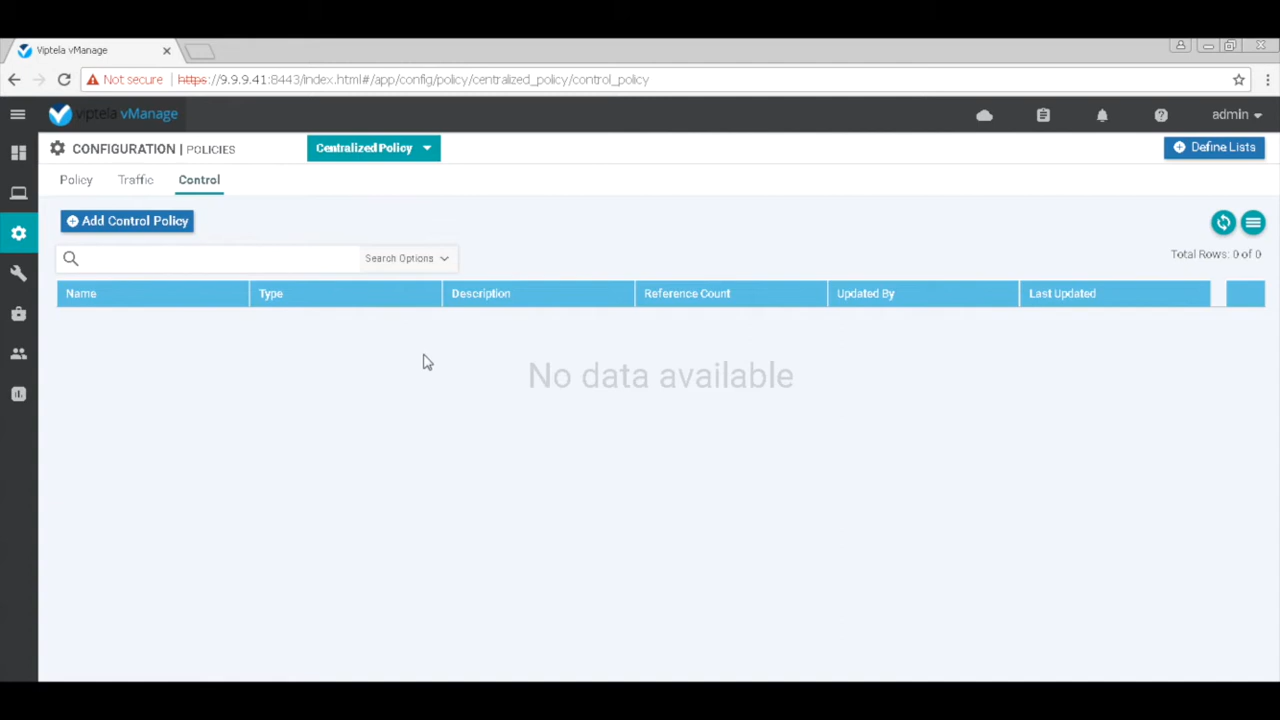 Viptela vManage
Not secure | https://9.9.9.41:8443/index.html#/app/config/policy/centralized_policy/control_policy
viptela vManage
admin
CONFIGURATION | POLICIES
Centralized Policy
Define Lists
Policy
Traffic
Control
Add Control Policy
Search Options
Total Rows: 0 of 0
Name
Type
Description
Reference Count
Updated By
Last Updated
No data available